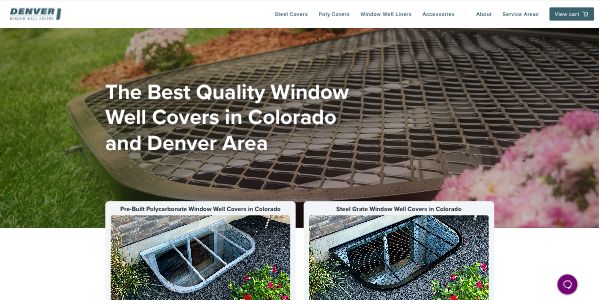 DENVER
WINDOW WELL COVERS
Steel Covers Poly Covers Window Well Liners Accessories About Service Areas View cart
The Best Quality Window
Well Covers in Colorado
and Denver Area
Pre-Built Polycarbonate Window Well Covers in Colorado
Steel Grate Window Well Covers in Colorado